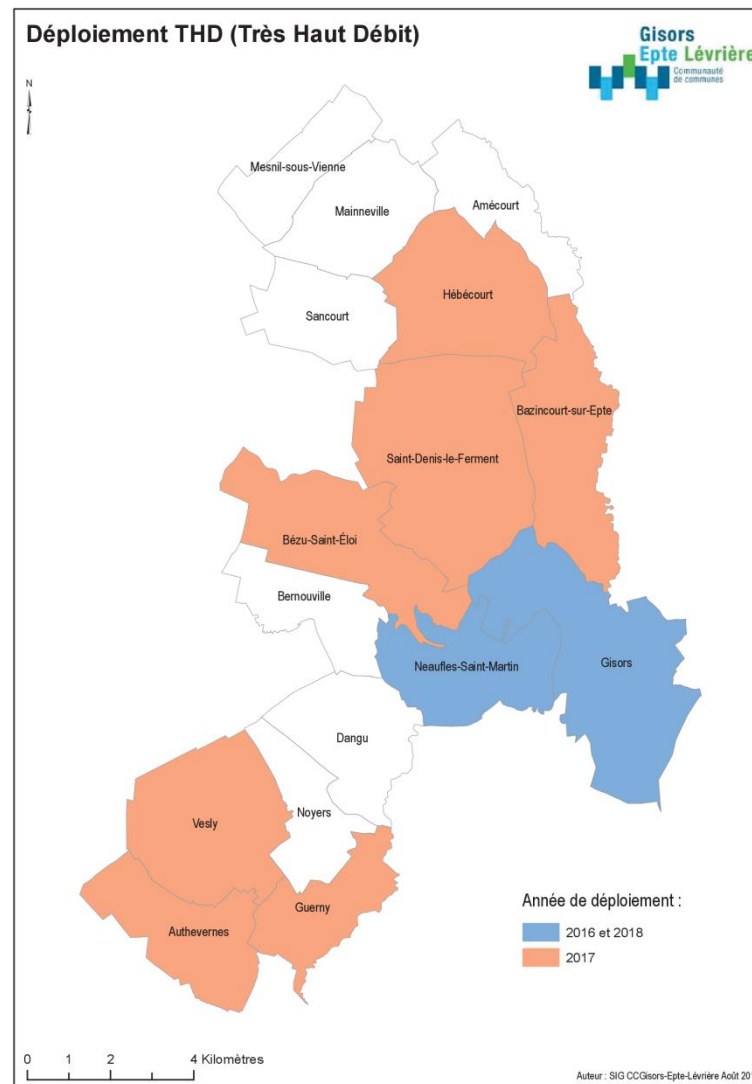 Déploiement THD (Très Haut Débit)
Gisors
Epte Lévrière
Communauté
de communes
N
Mesnil-sous-Vienne
Mainneville
Amécourt
Hébécourt
Sancourt
Bazincourt-sur-Epte
Saint-Denis-le-Ferment
Bézu-Saint-Éloi
Bernouville
Neaufles-Saint-Martin
Gisors
Dangu
Vesly
Noyers
Guerny
Authevernes
Année de déploiement :
2016 et 2018
2017
0 1 2 4 Kilomètres
Auteur : SIG CCGisors-Epte-Lévrière Août 20